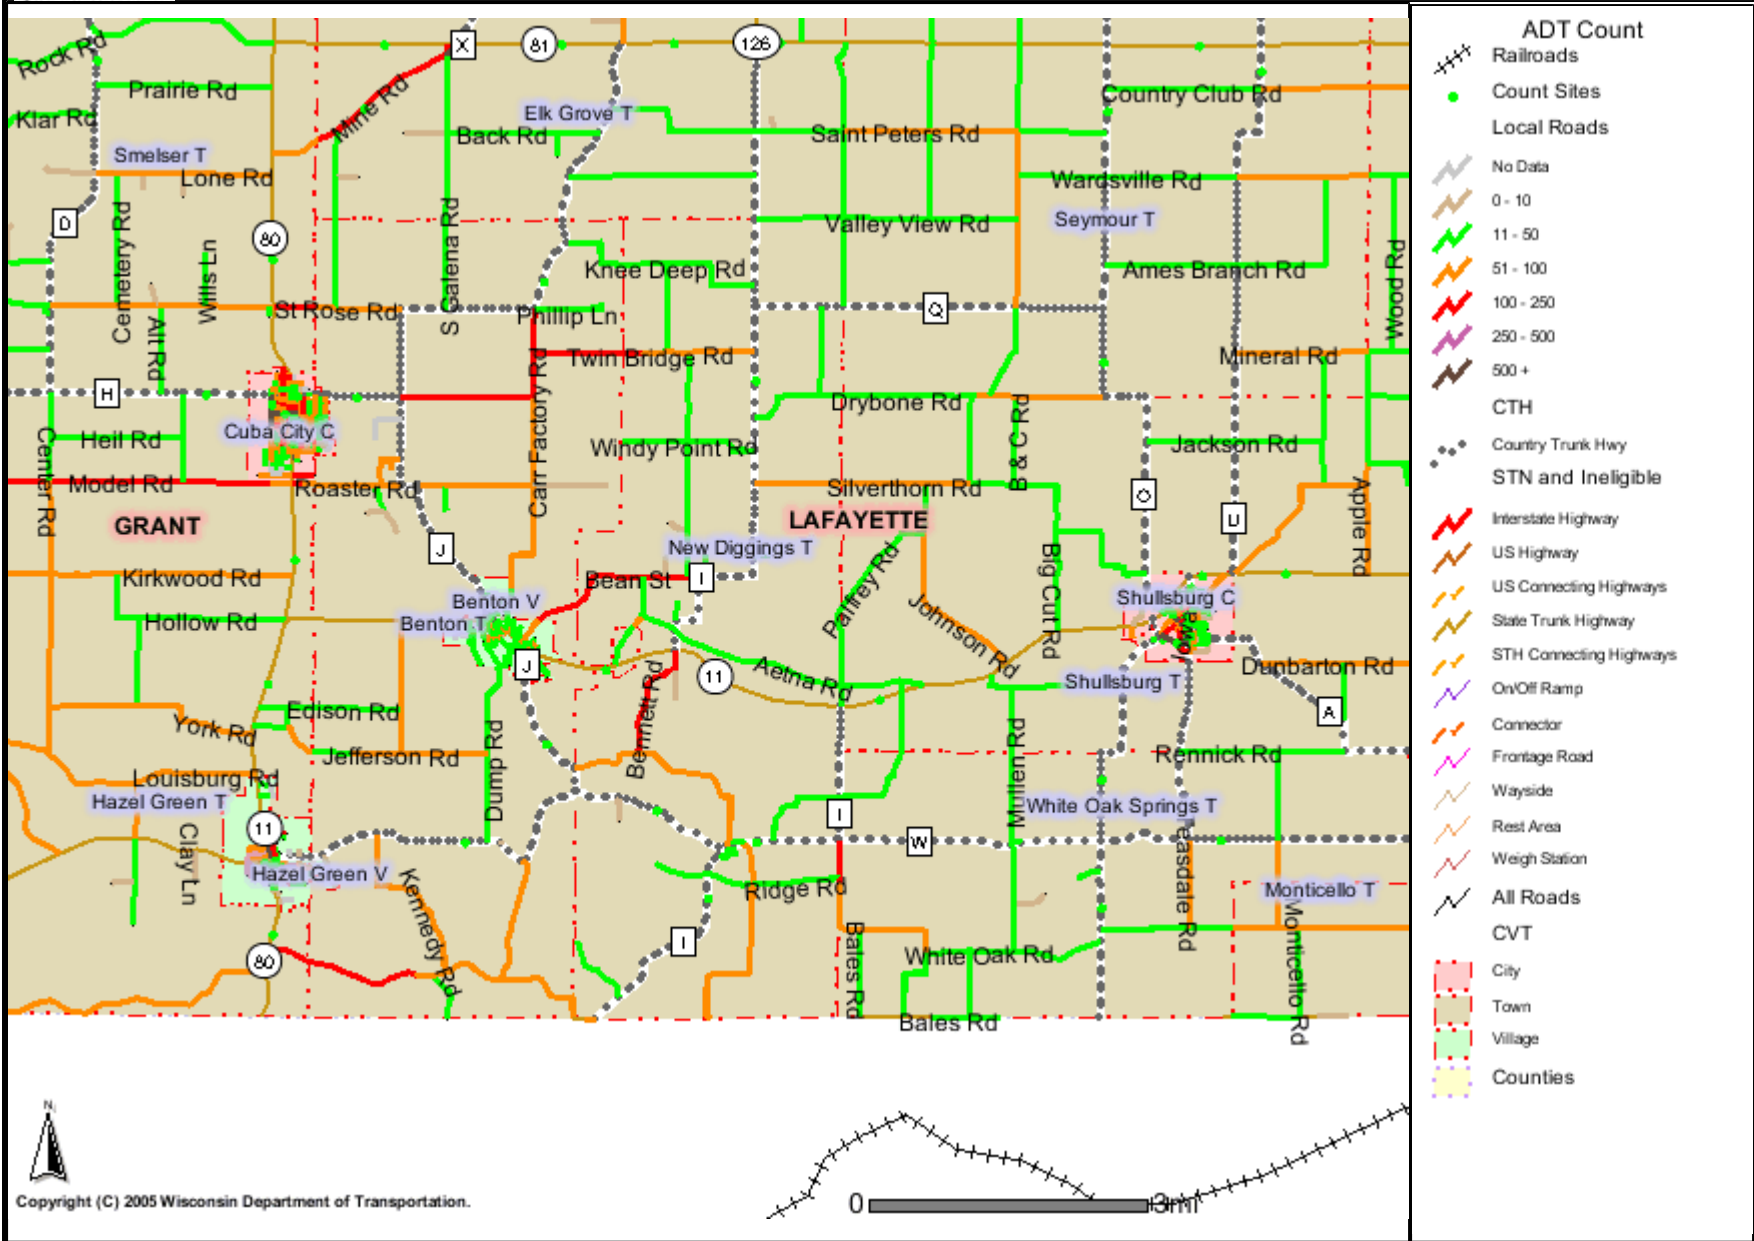 Rock Rd
X
81
126
Prairie Rd
Mine Rd
Country Club Rd
Klar Rd
Elk Grove T
Back Rd
Saint Peters Rd
Smelser T
Lone Rd
Wardsville Rd
D
Cemetery Rd
80
S Galena Rd
Valley View Rd
Seymour T
Wills Ln
Knee Deep Rd
Ames Branch Rd
Wood Rd
St Rose Rd
Phillip Ln
Q
Alt Rd
Carr Factory Rd
Twin Bridge Rd
Mineral Rd
H
Drybone Rd
B & C Rd
Cuba City C
Center Rd
Heil Rd
Windy Point Rd
Jackson Rd
Model Rd
Roaster Rd
Silverthorn Rd
O
Apple Rd
GRANT
LAFAYETTE
U
J
New Diggings T
Palfrey Rd
Big Cut Rd
Kirkwood Rd
Bean St
I
Benton V
Shullsburg C
Hollow Rd
Benton T
Johnson Rd
J
Aetna Rd
11
Dunbarton Rd
Shullsburg T
Bennett Rd
York Rd
Edison Rd
A
Dump Rd
Mullen Rd
Jefferson Rd
Rennick Rd
Louisburg Rd
Hazel Green T
White Oak Springs T
11
I
W
Clay Ln
Hazel Green V
Kennedy Rd
Ridge Rd
Teasdale Rd
Monticello T
80
I
Bales Rd
White Oak Rd
Monticello Rd
Bales Rd
N
Copyright (C) 2005 Wisconsin Department of Transportation.
0
3mi
ADT Count
Railroads
Count Sites
Local Roads
No Data
0 - 10
11 - 50
51 - 100
100 - 250
250 - 500
500 +
CTH
Country Trunk Hwy
STN and Ineligible
Interstate Highway
US Highway
US Connecting Highways
State Trunk Highway
STH Connecting Highways
On/Off Ramp
Connector
Frontage Road
Wayside
Rest Area
Weigh Station
All Roads
CVT
City
Town
Village
Counties